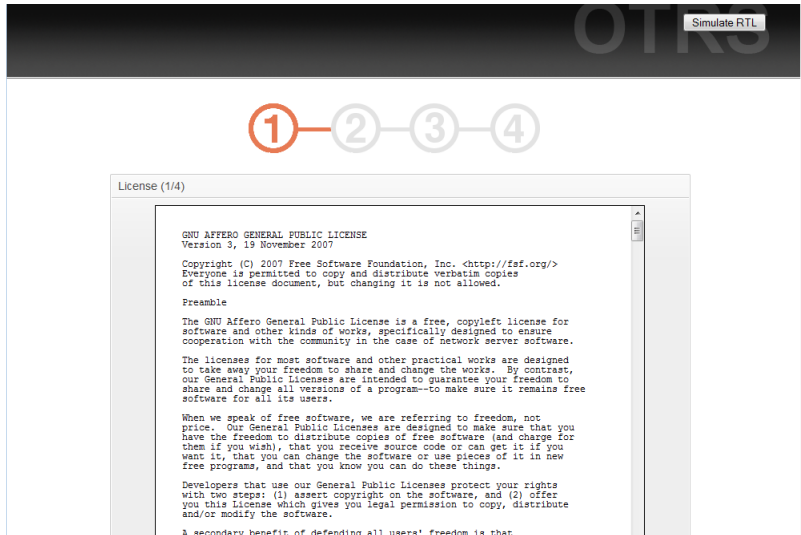 OTRS
Simulate RTL
1 2 3 4
License (1/4)
GNU AFFERO GENERAL PUBLIC LICENSE
Version 3, 19 November 2007
Copyright (C) 2007 Free Software Foundation, Inc. <http://fsf.org/>
Everyone is permitted to copy and distribute verbatim copies
of this license document, but changing it is not allowed.
Preamble
The GNU Affero General Public License is a free, copyleft license for
software and other kinds of works, specifically designed to ensure
cooperation with the community in the case of network server software.
The licenses for most software and other practical works are designed
to take away your freedom to share and change the works.  By contrast,
our General Public Licenses are intended to guarantee your freedom to
share and change all versions of a program--to make sure it remains free
software for all its users.
When we speak of free software, we are referring to freedom, not
price.  Our General Public Licenses are designed to make sure that you
have the freedom to distribute copies of free software (and charge for
them if you wish), that you receive source code or can get it if you
want it, that you can change the software or use pieces of it in new
free programs, and that you know you can do these things.
Developers that use our General Public Licenses protect your rights
with two steps: (1) assert copyright on the software, and (2) offer
you this License which gives you legal permission to copy, distribute
and/or modify the software.
A secondary benefit of defending all users' freedom is that